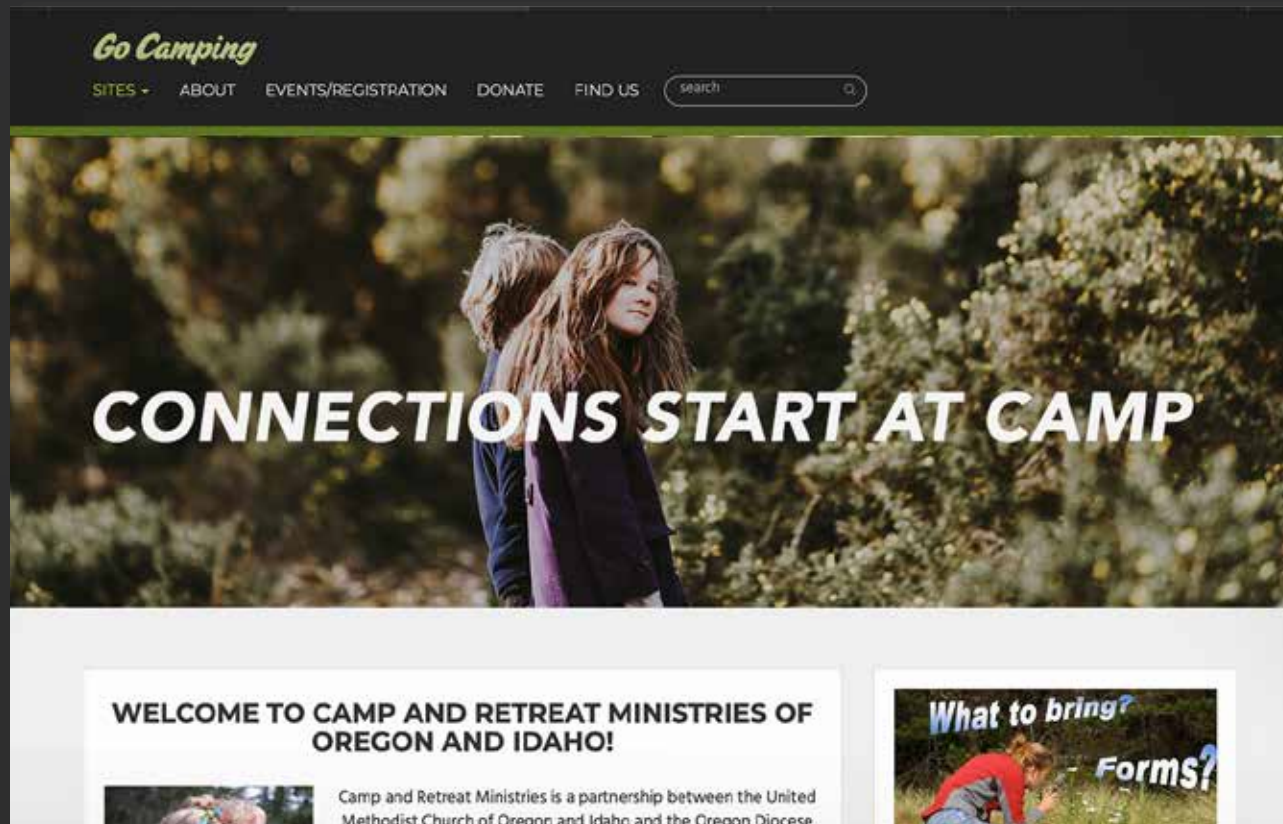 Go Camping
SITES ABOUT EVENTS/REGISTRATION DONATE FIND US search
CONNECTIONS START AT CAMP
WELCOME TO CAMP AND RETREAT MINISTRIES OF
OREGON AND IDAHO!
Camp and Retreat Ministries is a partnership between the United
Methodist Church of Oregon and Idaho and the Oregon Diocese
What to bring?
Forms?